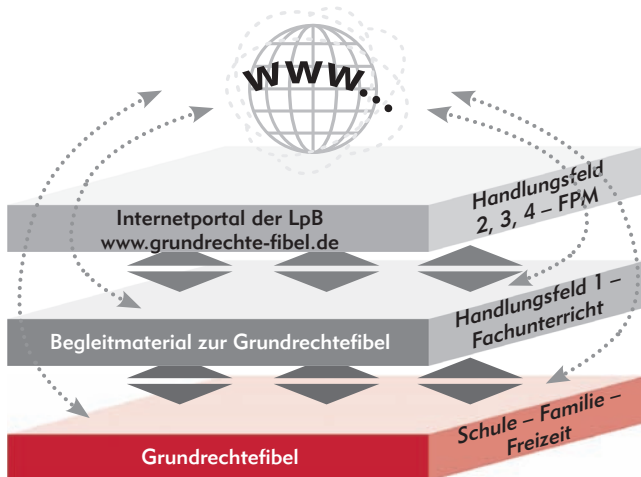 www...
Internetportal der LpB
www.grundrechte-fibel.de
Handlungsfeld
2, 3, 4 – FPM
Begleitmaterial zur Grundrechtefibel
Handlungsfeld 1 –
Fachunterricht
Grundrechtefibel
Schule – Familie –
Freizeit